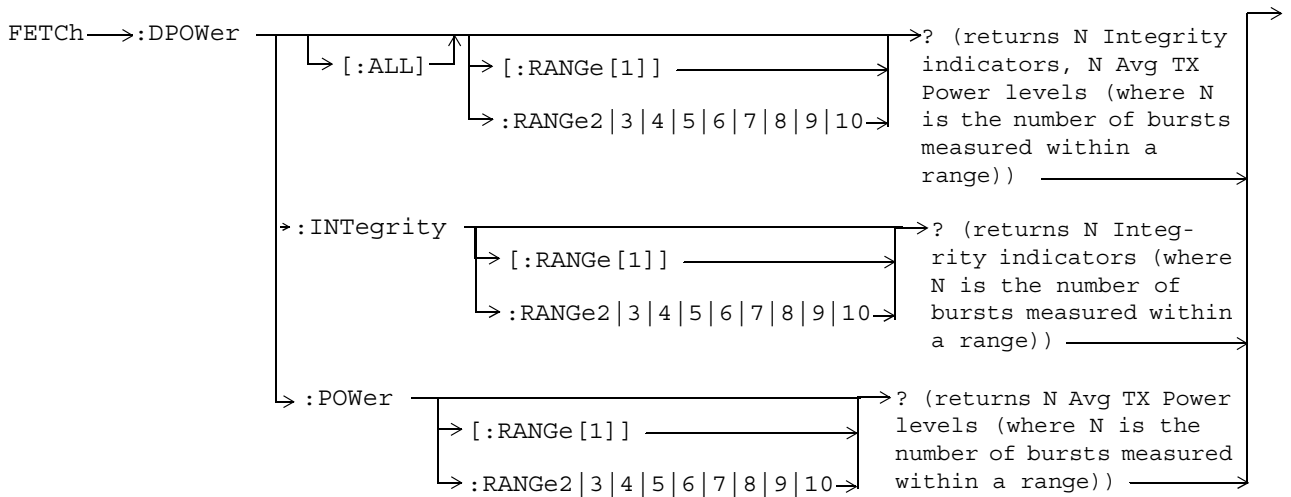 FETCh :DPOWer
[:ALL]
[:RANGe[1]]
:RANGe2|3|4|5|6|7|8|9|10
? (returns N Integrity
indicators, N Avg TX
Power levels (where N
is the number of bursts
measured within a
range))
:INTegrity
[:RANGe[1]]
:RANGe2|3|4|5|6|7|8|9|10
? (returns N Integ-
rity indicators (where
N is the number of
bursts measured within
a range))
:POWer
[:RANGe[1]]
:RANGe2|3|4|5|6|7|8|9|10
? (returns N Avg TX Power
levels (where N is the
number of bursts measured
within a range))